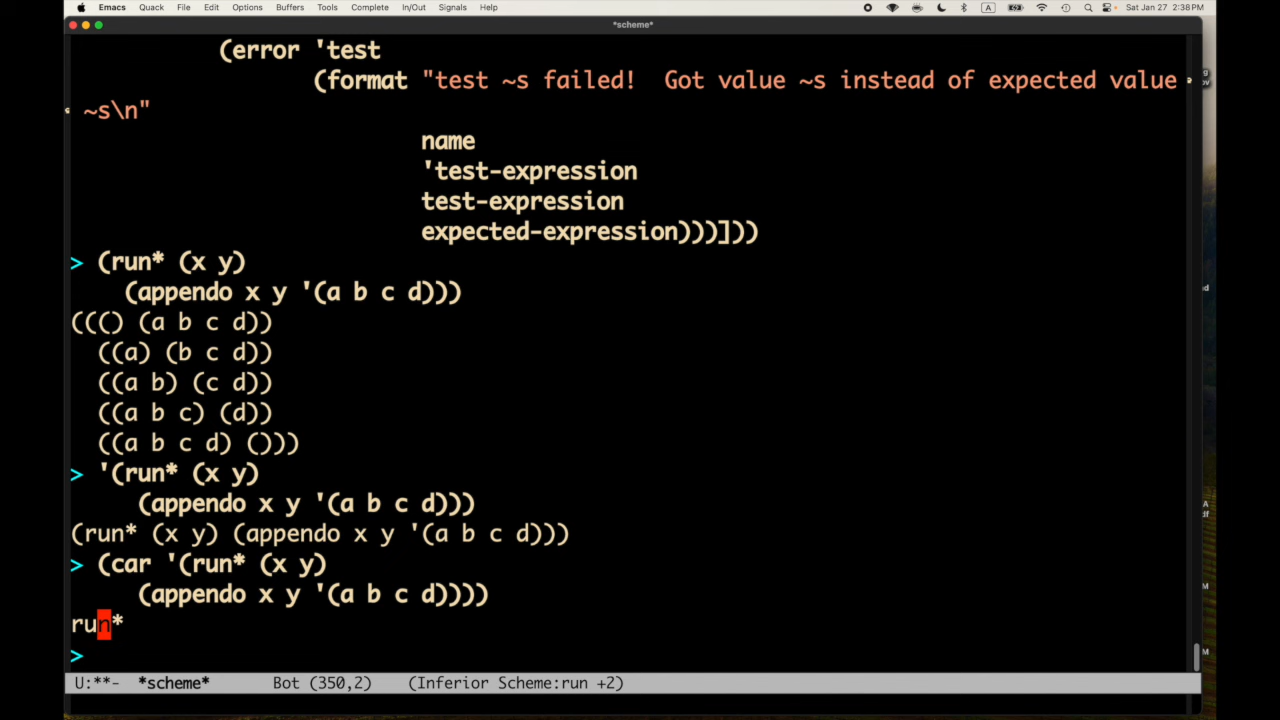 Emacs Quack File Edit Options Buffers Tools Complete In/Out Signals Help A Sat Jan 27 2:38 PM
*scheme*
(error 'test
(format "test ~s failed!  Got value ~s instead of expected value
~s\n"
name
'test-expression
test-expression
expected-expression)))]))
> (run* (x y)
(appendo x y '(a b c d)))
((() (a b c d))
((a) (b c d))
((a b) (c d))
((a b c) (d))
((a b c d) ()))
> '(run* (x y)
(appendo x y '(a b c d)))
(run* (x y) (appendo x y '(a b c d)))
> (car '(run* (x y)
(appendo x y '(a b c d))))
run*
>
U:**-  *scheme*  Bot (350,2)  (Inferior Scheme:run +2)